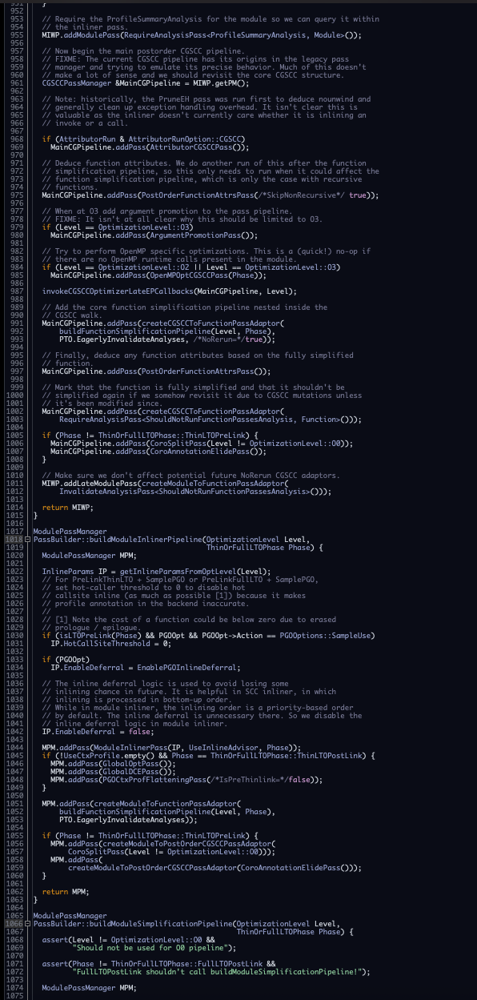 951   }
952
953     // Require the ProfileSummaryAnalysis for the module so we can query it within
954     // the inliner pass.
955     MIWP.addModulePass(RequireAnalysisPass<ProfileSummaryAnalysis, Module>());
956
957     // Now begin the main postorder CGSCC pipeline.
958     // FIXME: The current CGSCC pipeline has its origins in the legacy pass
959     // manager and trying to emulate its precise behavior. Much of this doesn't
960     // make a lot of sense and we should revisit the core CGSCC structure.
961     CGSCCPassManager &MainCGPipeline = MIWP.getPM();
962
963     // Note: historically, the PruneEH pass was run first to deduce nounwind and
964     // generally clean up exception handling overhead. It isn't clear this is
965     // valuable as the inliner doesn't currently care whether it is inlining an
966     // invoke or a call.
967
968     if (AttributorRun & AttributorRunOption::CGSCC)
969       MainCGPipeline.addPass(AttributorCGSCCPass());
970
971     // Deduce function attributes. We do another run of this after the function
972     // simplification pipeline, so this only needs to run when it could affect the
973     // function simplification pipeline, which is only the case with recursive
974     // functions.
975     MainCGPipeline.addPass(PostOrderFunctionAttrsPass(/*SkipNonRecursive*/ true));
976
977     // When at O3 add argument promotion to the pass pipeline.
978     // FIXME: It isn't at all clear why this should be limited to O3.
979     if (Level == OptimizationLevel::O3)
980       MainCGPipeline.addPass(ArgumentPromotionPass());
981
982     // Try to perform OpenMP specific optimizations. This is a (quick!) no-op if
983     // there are no OpenMP runtime calls present in the module.
984     if (Level == OptimizationLevel::O2 || Level == OptimizationLevel::O3)
985       MainCGPipeline.addPass(OpenMPOptCGSCCPass(Phase));
986
987     invokeCGSCCOptimizerLateEPCallbacks(MainCGPipeline, Level);
988
989     // Add the core function simplification pipeline nested inside the
990     // CGSCC walk.
991     MainCGPipeline.addPass(createCGSCCToFunctionPassAdaptor(
992         buildFunctionSimplificationPipeline(Level, Phase),
993         PTO.EagerlyInvalidateAnalyses, /*NoRerun=*/true));
994
995     // Finally, deduce any function attributes based on the fully simplified
996     // function.
997     MainCGPipeline.addPass(PostOrderFunctionAttrsPass());
998
999     // Mark that the function is fully simplified and that it shouldn't be
1000    // simplified again if we somehow revisit it due to CGSCC mutations unless
1001    // it's been modified since.
1002    MainCGPipeline.addPass(createCGSCCToFunctionPassAdaptor(
1003        RequireAnalysisPass<ShouldNotRunFunctionPassesAnalysis, Function>()));
1004
1005    if (Phase != ThinOrFullLTOPhase::ThinLTOPreLink) {
1006      MainCGPipeline.addPass(CoroSplitPass(Level != OptimizationLevel::O0));
1007      MainCGPipeline.addPass(CoroAnnotationElidePass());
1008    }
1009
1010    // Make sure we don't affect potential future NoRerun CGSCC adaptors.
1011    MIWP.addLateModulePass(createModuleToFunctionPassAdaptor(
1012        InvalidateAnalysisPass<ShouldNotRunFunctionPassesAnalysis>()));
1013
1014    return MIWP;
1015  }
1016
1017  ModulePassManager
1018  PassBuilder::buildModuleInlinerPipeline(OptimizationLevel Level,
1019                                          ThinOrFullLTOPhase Phase) {
1020    ModulePassManager MPM;
1021
1022    InlineParams IP = getInlineParamsFromOptLevel(Level);
1023    // For PreLinkThinLTO + SamplePGO or PreLinkFullLTO + SamplePGO,
1024    // set hot-caller threshold to 0 to disable hot
1025    // callsite inline (as much as possible [1]) because it makes
1026    // profile annotation in the backend inaccurate.
1027    //
1028    // [1] Note the cost of a function could be below zero due to erased
1029    // prologue / epilogue.
1030    if (isLTOPreLink(Phase) && PGOOpt && PGOOpt->Action == PGOOptions::SampleUse)
1031      IP.HotCallSiteThreshold = 0;
1032
1033    if (PGOOpt)
1034      IP.EnableDeferral = EnablePGOInlineDeferral;
1035
1036    // The inline deferral logic is used to avoid losing some
1037    // inlining chance in future. It is helpful in SCC inliner, in which
1038    // inlining is processed in bottom-up order.
1039    // While in module inliner, the inlining order is a priority-based order
1040    // by default. The inline deferral is unnecessary there. So we disable the
1041    // inline deferral logic in module inliner.
1042    IP.EnableDeferral = false;
1043
1044    MPM.addPass(ModuleInlinerPass(IP, UseInlineAdvisor, Phase));
1045    if (!UseCtxProfile.empty() && Phase == ThinOrFullLTOPhase::ThinLTOPostLink) {
1046      MPM.addPass(GlobalOptPass());
1047      MPM.addPass(GlobalDCEPass());
1048      MPM.addPass(PGOCtxProfFlatteningPass(/*IsPreThinlink=*/false));
1049    }
1050
1051    MPM.addPass(createModuleToFunctionPassAdaptor(
1052        buildFunctionSimplificationPipeline(Level, Phase),
1053        PTO.EagerlyInvalidateAnalyses));
1054
1055    if (Phase != ThinOrFullLTOPhase::ThinLTOPreLink) {
1056      MPM.addPass(createModuleToPostOrderCGSCCPassAdaptor(
1057          CoroSplitPass(Level != OptimizationLevel::O0)));
1058      MPM.addPass(
1059          createModuleToPostOrderCGSCCPassAdaptor(CoroAnnotationElidePass()));
1060    }
1061
1062    return MPM;
1063  }
1064
1065  ModulePassManager
1066  PassBuilder::buildModuleSimplificationPipeline(OptimizationLevel Level,
1067                                                 ThinOrFullLTOPhase Phase) {
1068    assert(Level != OptimizationLevel::O0 &&
1069           "Should not be used for O0 pipeline");
1070
1071    assert(Phase != ThinOrFullLTOPhase::FullLTOPostLink &&
1072           "FullLTOPostLink shouldn't call buildModuleSimplificationPipeline!");
1073
1074    ModulePassManager MPM;
1075